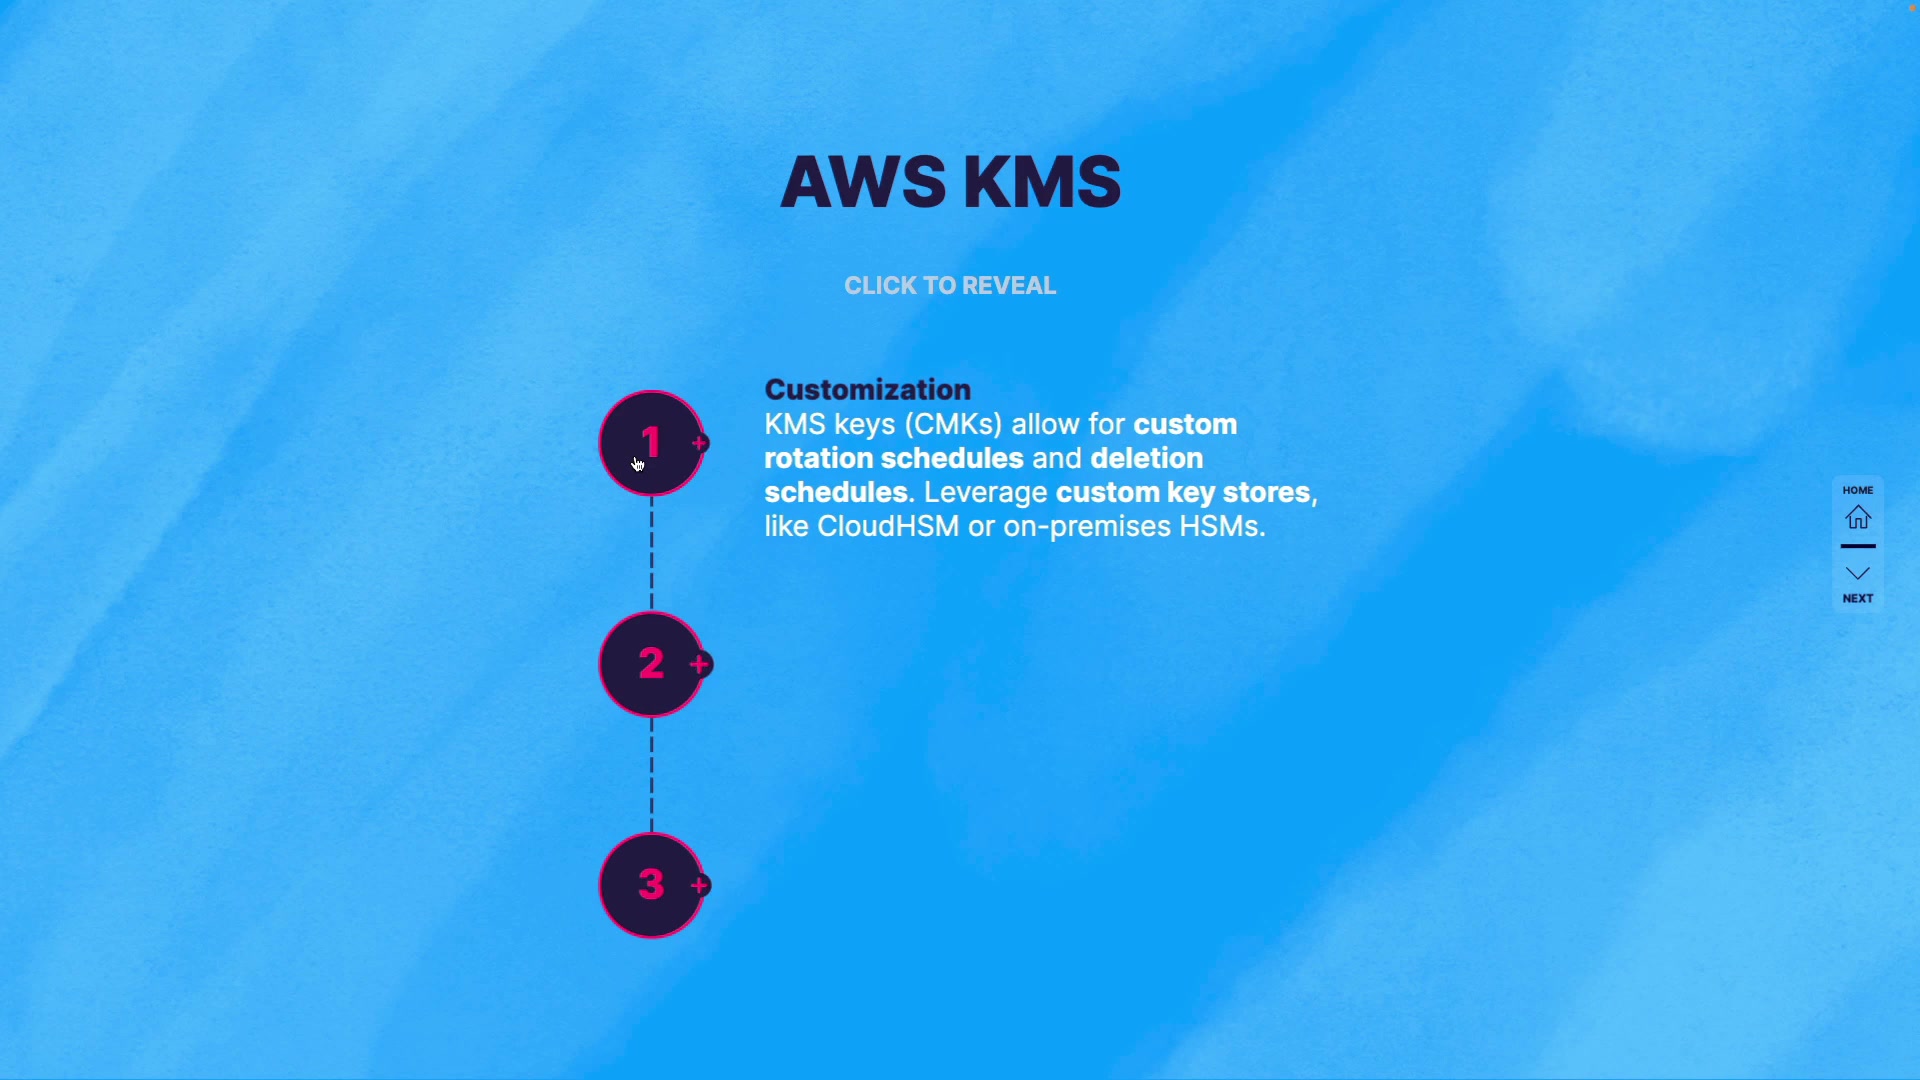 AWS KMS
CLICK TO REVEAL
1
+
Customization
KMS keys (CMKs) allow for custom
rotation schedules and deletion
schedules. Leverage custom key stores,
like CloudHSM or on-premises HSMs.
2
+
3
+
HOME
NEXT